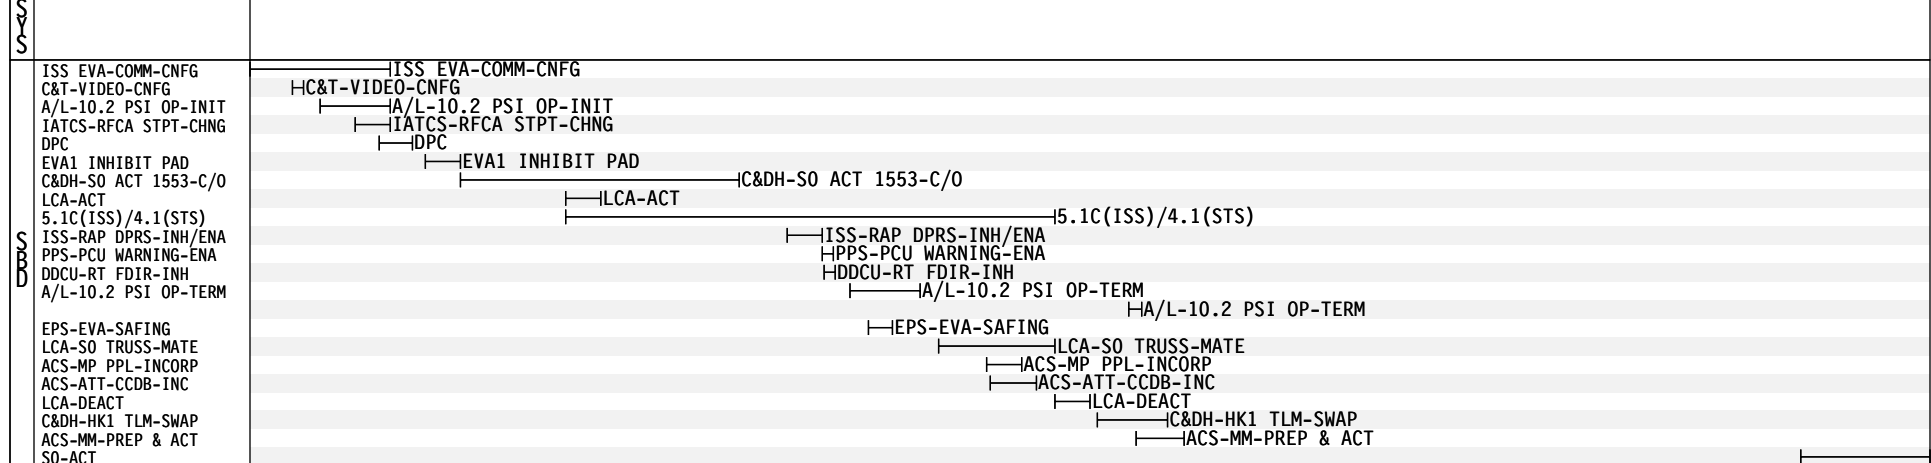 SYS
ISS EVA-COMM-CNFG ISS EVA-COMM-CNFG
C&T-VIDEO-CNFG C&T-VIDEO-CNFG
A/L-10.2 PSI OP-INIT A/L-10.2 PSI OP-INIT
IATCS-RFCA STPT-CHNG IATCS-RFCA STPT-CHNG
DPC DPC
EVA1 INHIBIT PAD EVA1 INHIBIT PAD
C&DH-SO ACT 1553-C/O C&DH-SO ACT 1553-C/O
LCA-ACT LCA-ACT
5.1C(ISS)/4.1(STS) 5.1C(ISS)/4.1(STS)
SBD
ISS-RAP DPRS-INH/ENA ISS-RAP DPRS-INH/ENA
PPS-PCU WARNING-ENA PPS-PCU WARNING-ENA
DDCU-RT FDIR-INH DDCU-RT FDIR-INH
A/L-10.2 PSI OP-TERM A/L-10.2 PSI OP-TERM
A/L-10.2 PSI OP-TERM
EPS-EVA-SAFING EPS-EVA-SAFING
LCA-SO TRUSS-MATE LCA-SO TRUSS-MATE
ACS-MP PPL-INCORP ACS-MP PPL-INCORP
ACS-ATT-CCDB-INC ACS-ATT-CCDB-INC
LCA-DEACT LCA-DEACT
C&DH-HK1 TLM-SWAP C&DH-HK1 TLM-SWAP
ACS-MM-PREP & ACT ACS-MM-PREP & ACT
SO-ACT